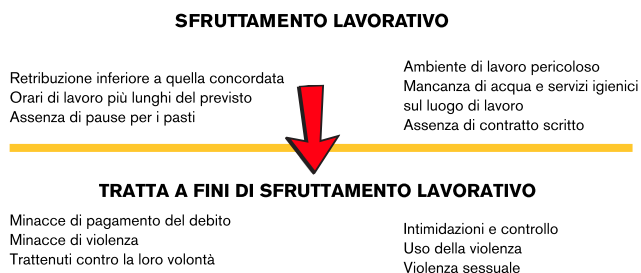 SFRUTTAMENTO LAVORATIVO
Retribuzione inferiore a quella concordata
Orari di lavoro più lunghi del previsto
Assenza di pause per i pasti
Ambiente di lavoro pericoloso
Mancanza di acqua e servizi igienici
sul luogo di lavoro
Assenza di contratto scritto
TRATTA A FINI DI SFRUTTAMENTO LAVORATIVO
Minacce di pagamento del debito
Minacce di violenza
Trattenuti contro la loro volontà
Intimidazioni e controllo
Uso della violenza
Violenza sessuale